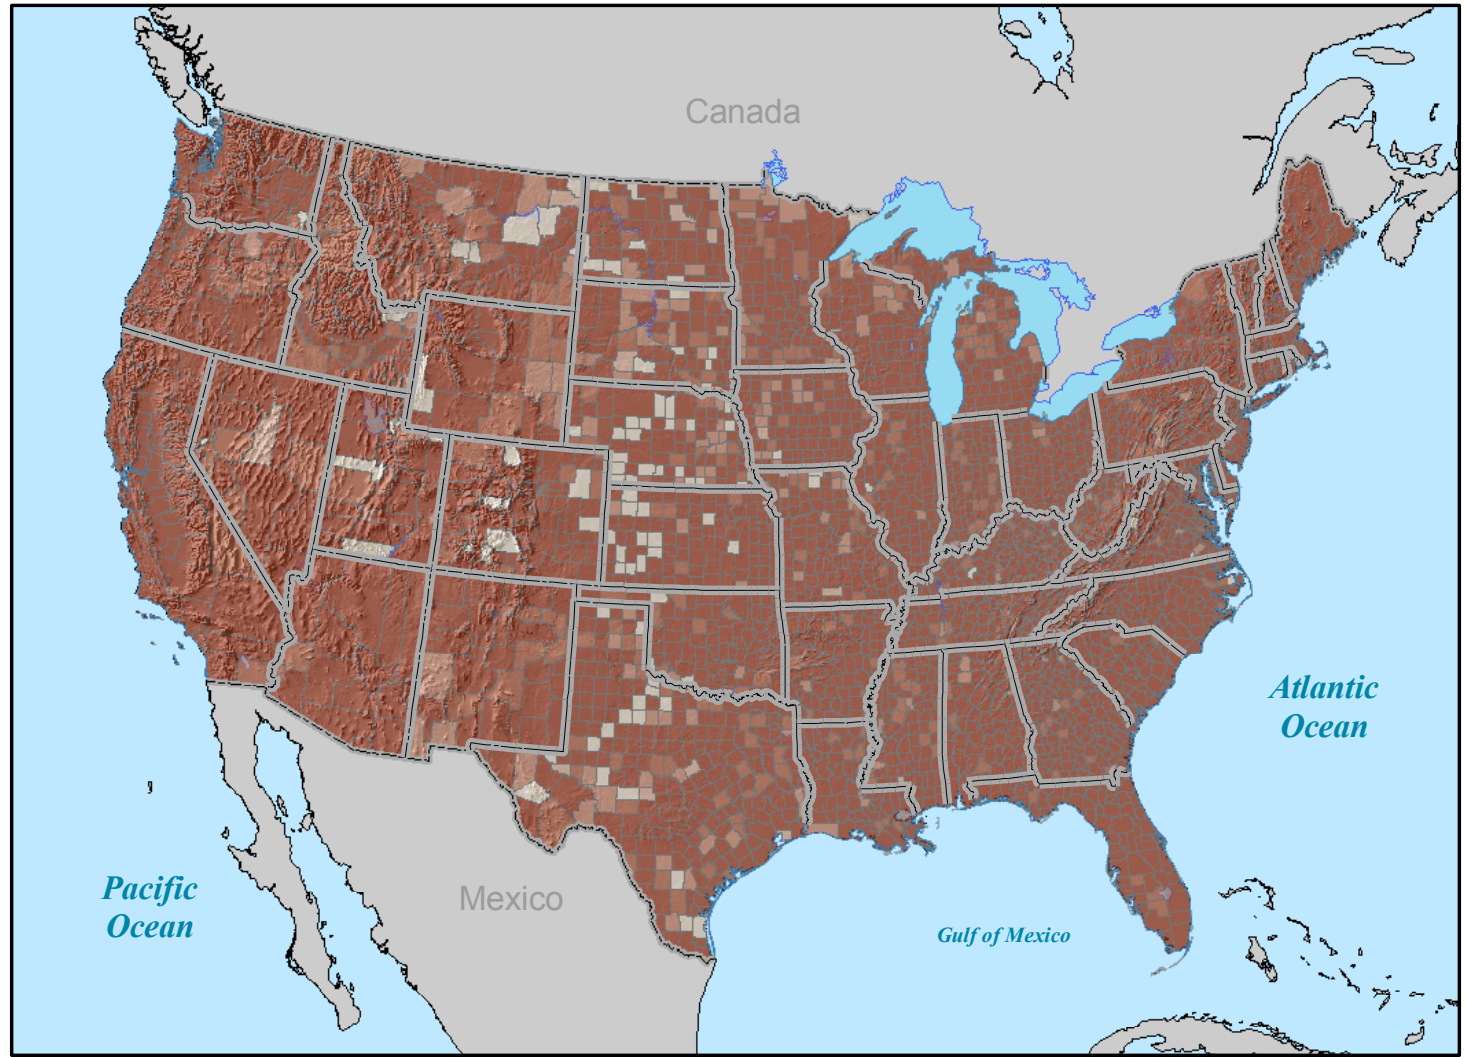 Canada
Atlantic
Ocean
Pacific
Ocean
Mexico
Gulf of Mexico